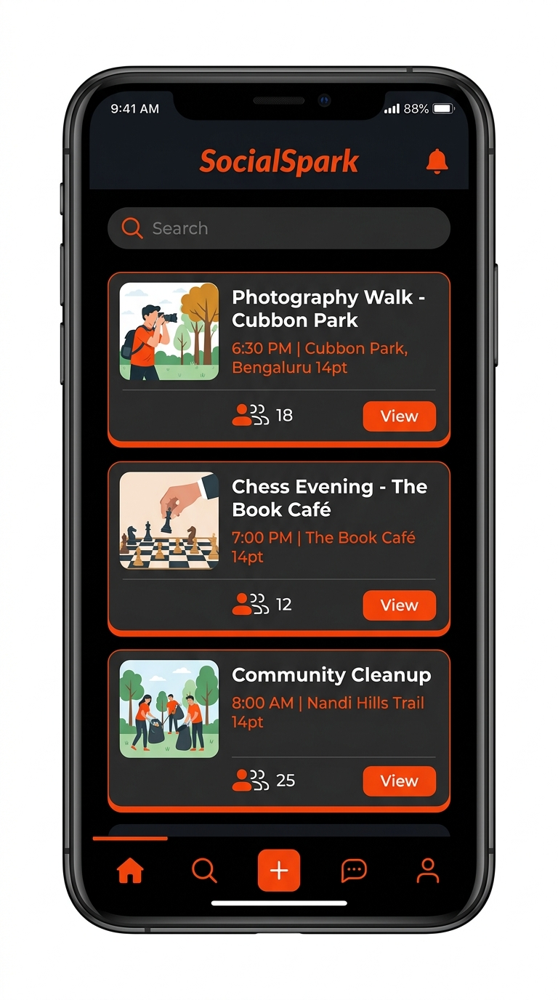 9:41 AM
88%
SocialSpark
Search
Photography Walk -
Cubbon Park
6:30 PM | Cubbon Park,
Bengaluru 14pt
18
View
Chess Evening - The
Book Café
7:00 PM | The Book Café
14pt
12
View
Community Cleanup
8:00 AM | Nandi Hills Trail
14pt
25
View